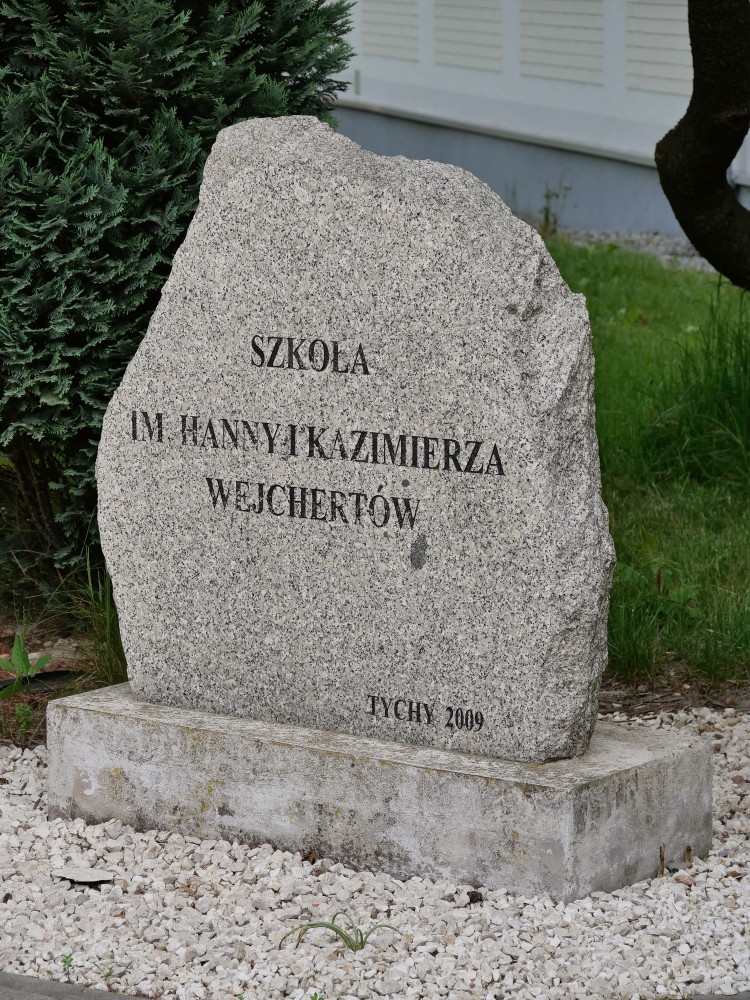 SZKOŁA
IM. HANNY I KAZIMIERZA
WEJCHERTÓW
TYCHY 2009